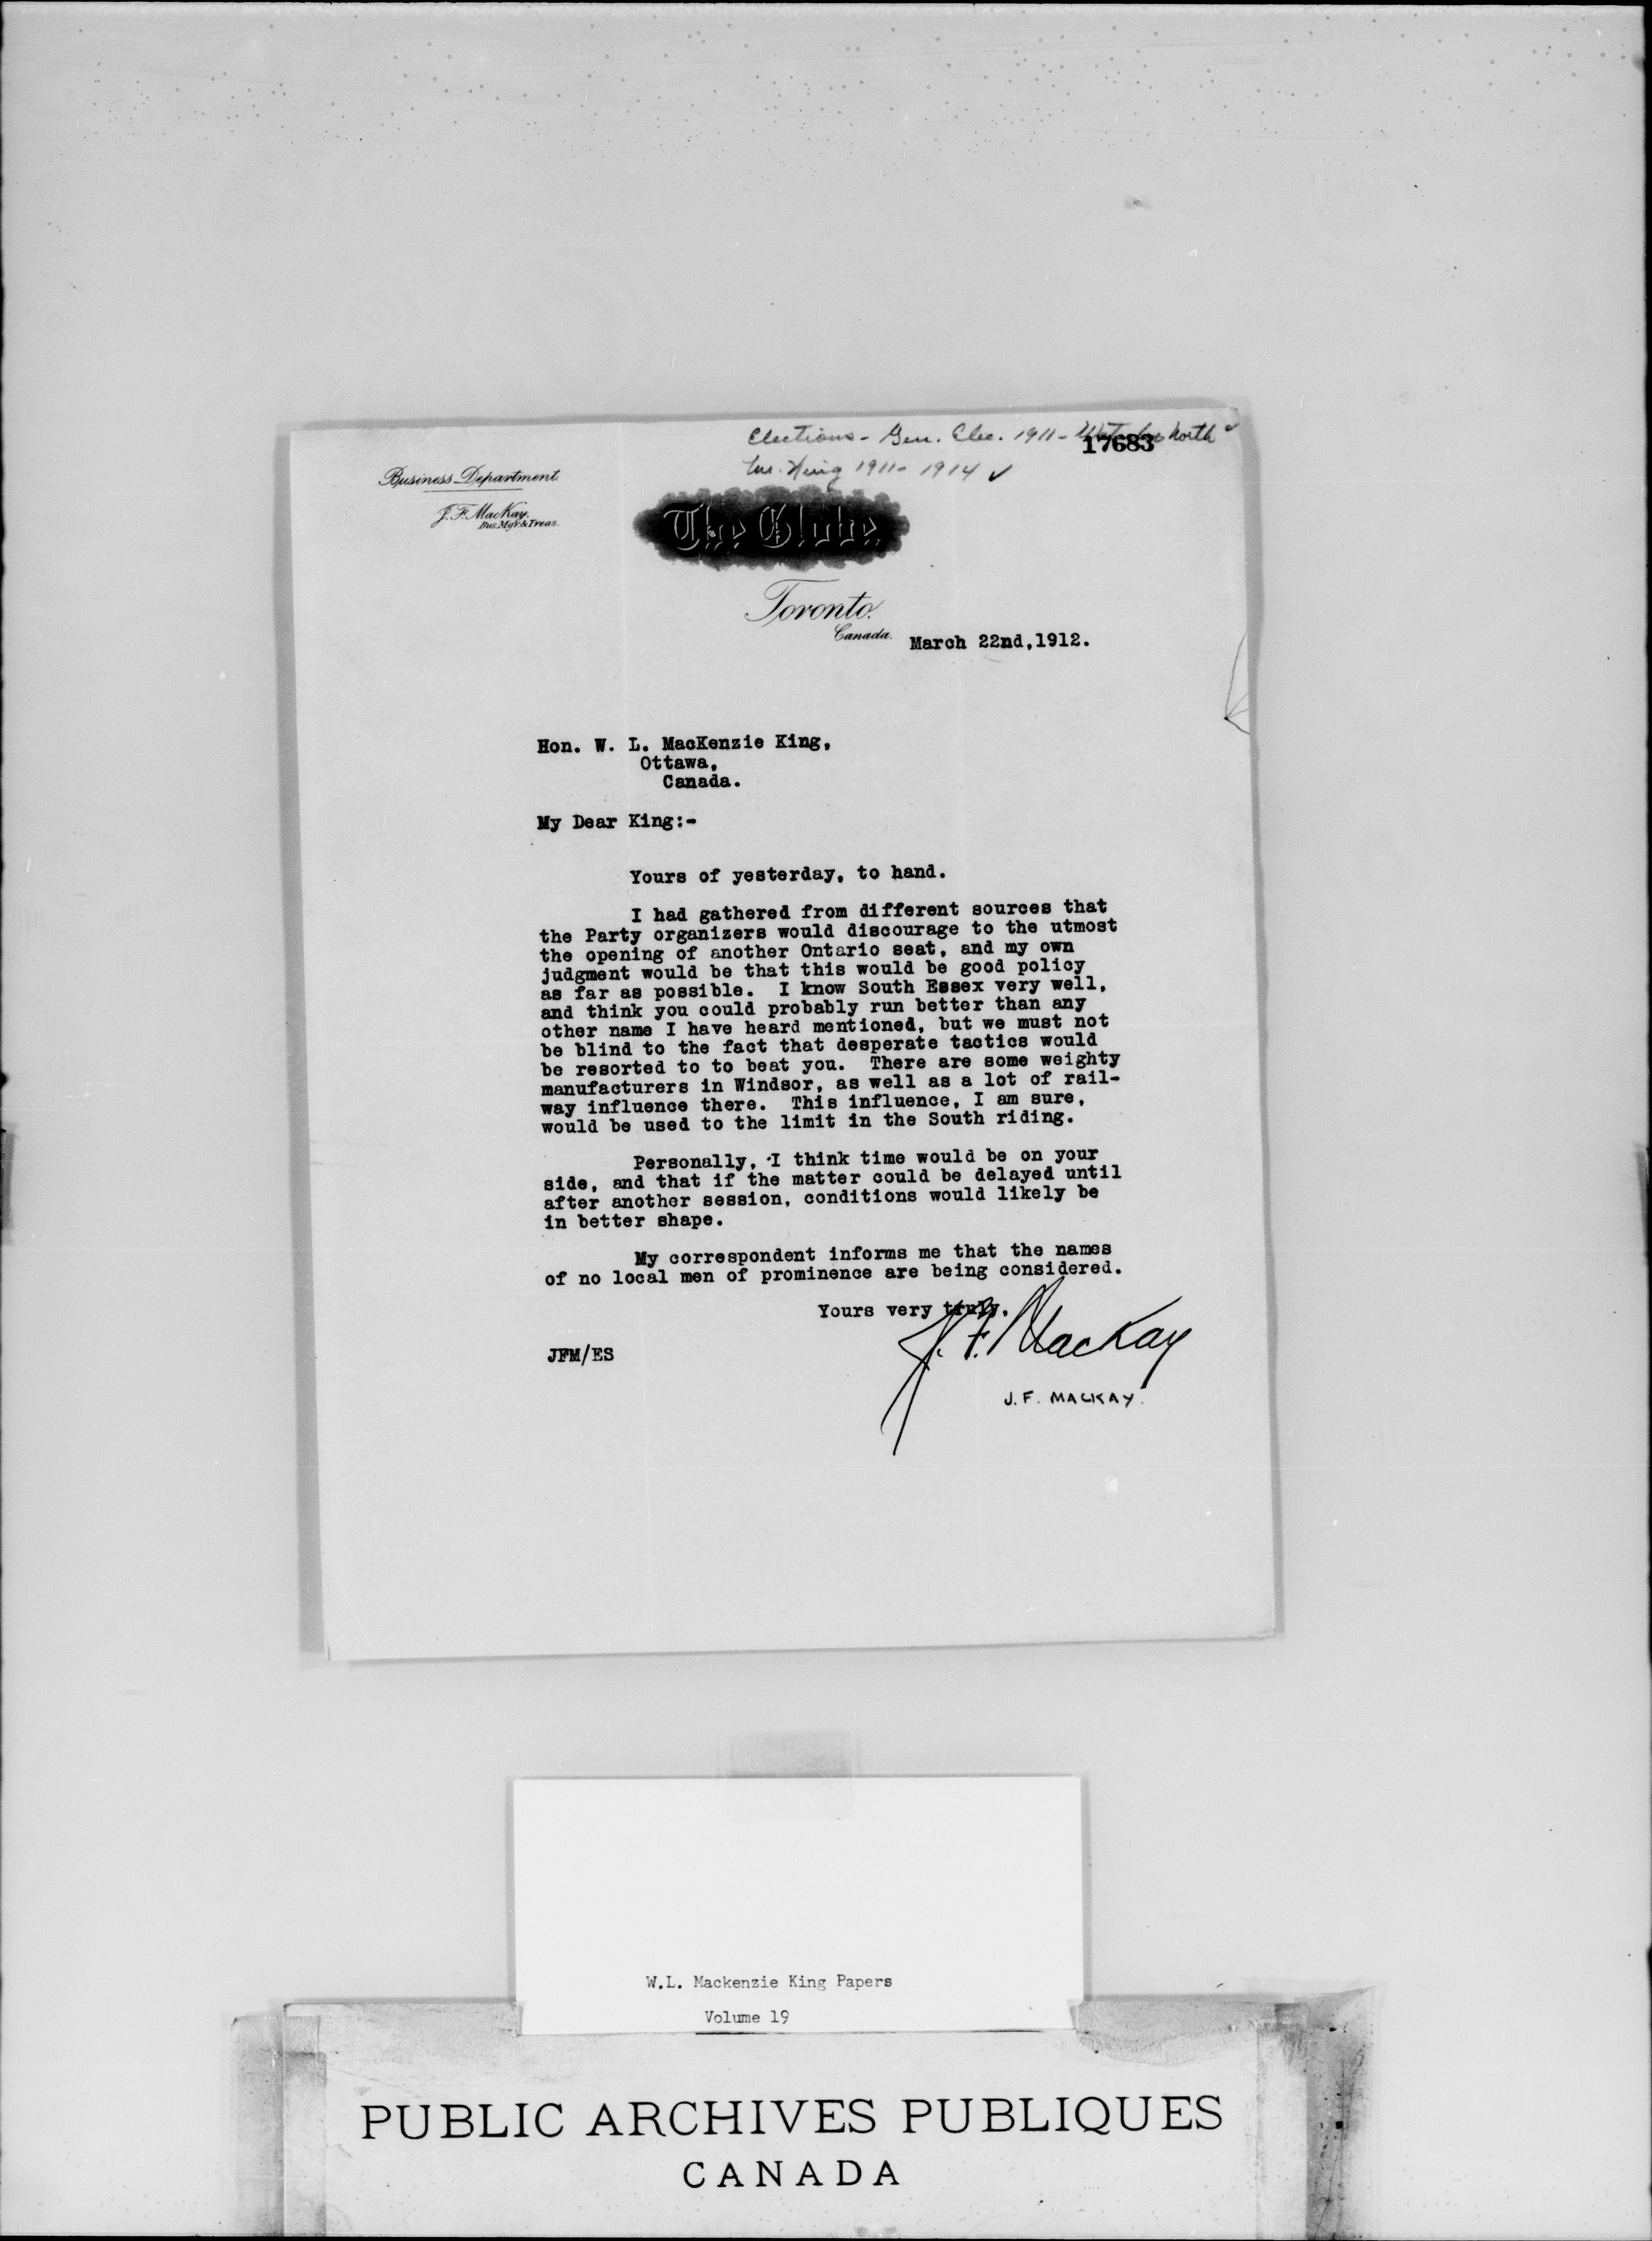 Elections - Gen. Elec. 1911 - Waterloo North
17683
Mr. King 1911 - 1914 ✓
Business Department
J. F. MacKay.
Bus. Mgr. & Treas.
The Globe
Toronto.
Canada.
March 22nd,1912.
Hon. W. L. MacKenzie King,
Ottawa,
Canada.
My Dear King:-
Yours of yesterday, to hand.
I had gathered from different sources that
the Party organizers would discourage to the utmost
the opening of another Ontario seat, and my own
judgment would be that this would be good policy
as far as possible. I know South Essex very well,
and think you could probably run better than any
other name I have heard mentioned, but we must not
be blind to the fact that desperate tactics would
be resorted to to beat you. There are some weighty
manufacturers in Windsor, as well as a lot of rail-
way influence there. This influence, I am sure,
would be used to the limit in the South riding.
Personally, I think time would be on your
side, and that if the matter could be delayed until
after another session, conditions would likely be
in better shape.
My correspondent informs me that the names
of no local men of prominence are being considered.
Yours very truly,
J. F. MacKay
JFM/ES
J. F. MACKAY.
W.L. Mackenzie King Papers
Volume 19
PUBLIC ARCHIVES PUBLIQUES
CANADA